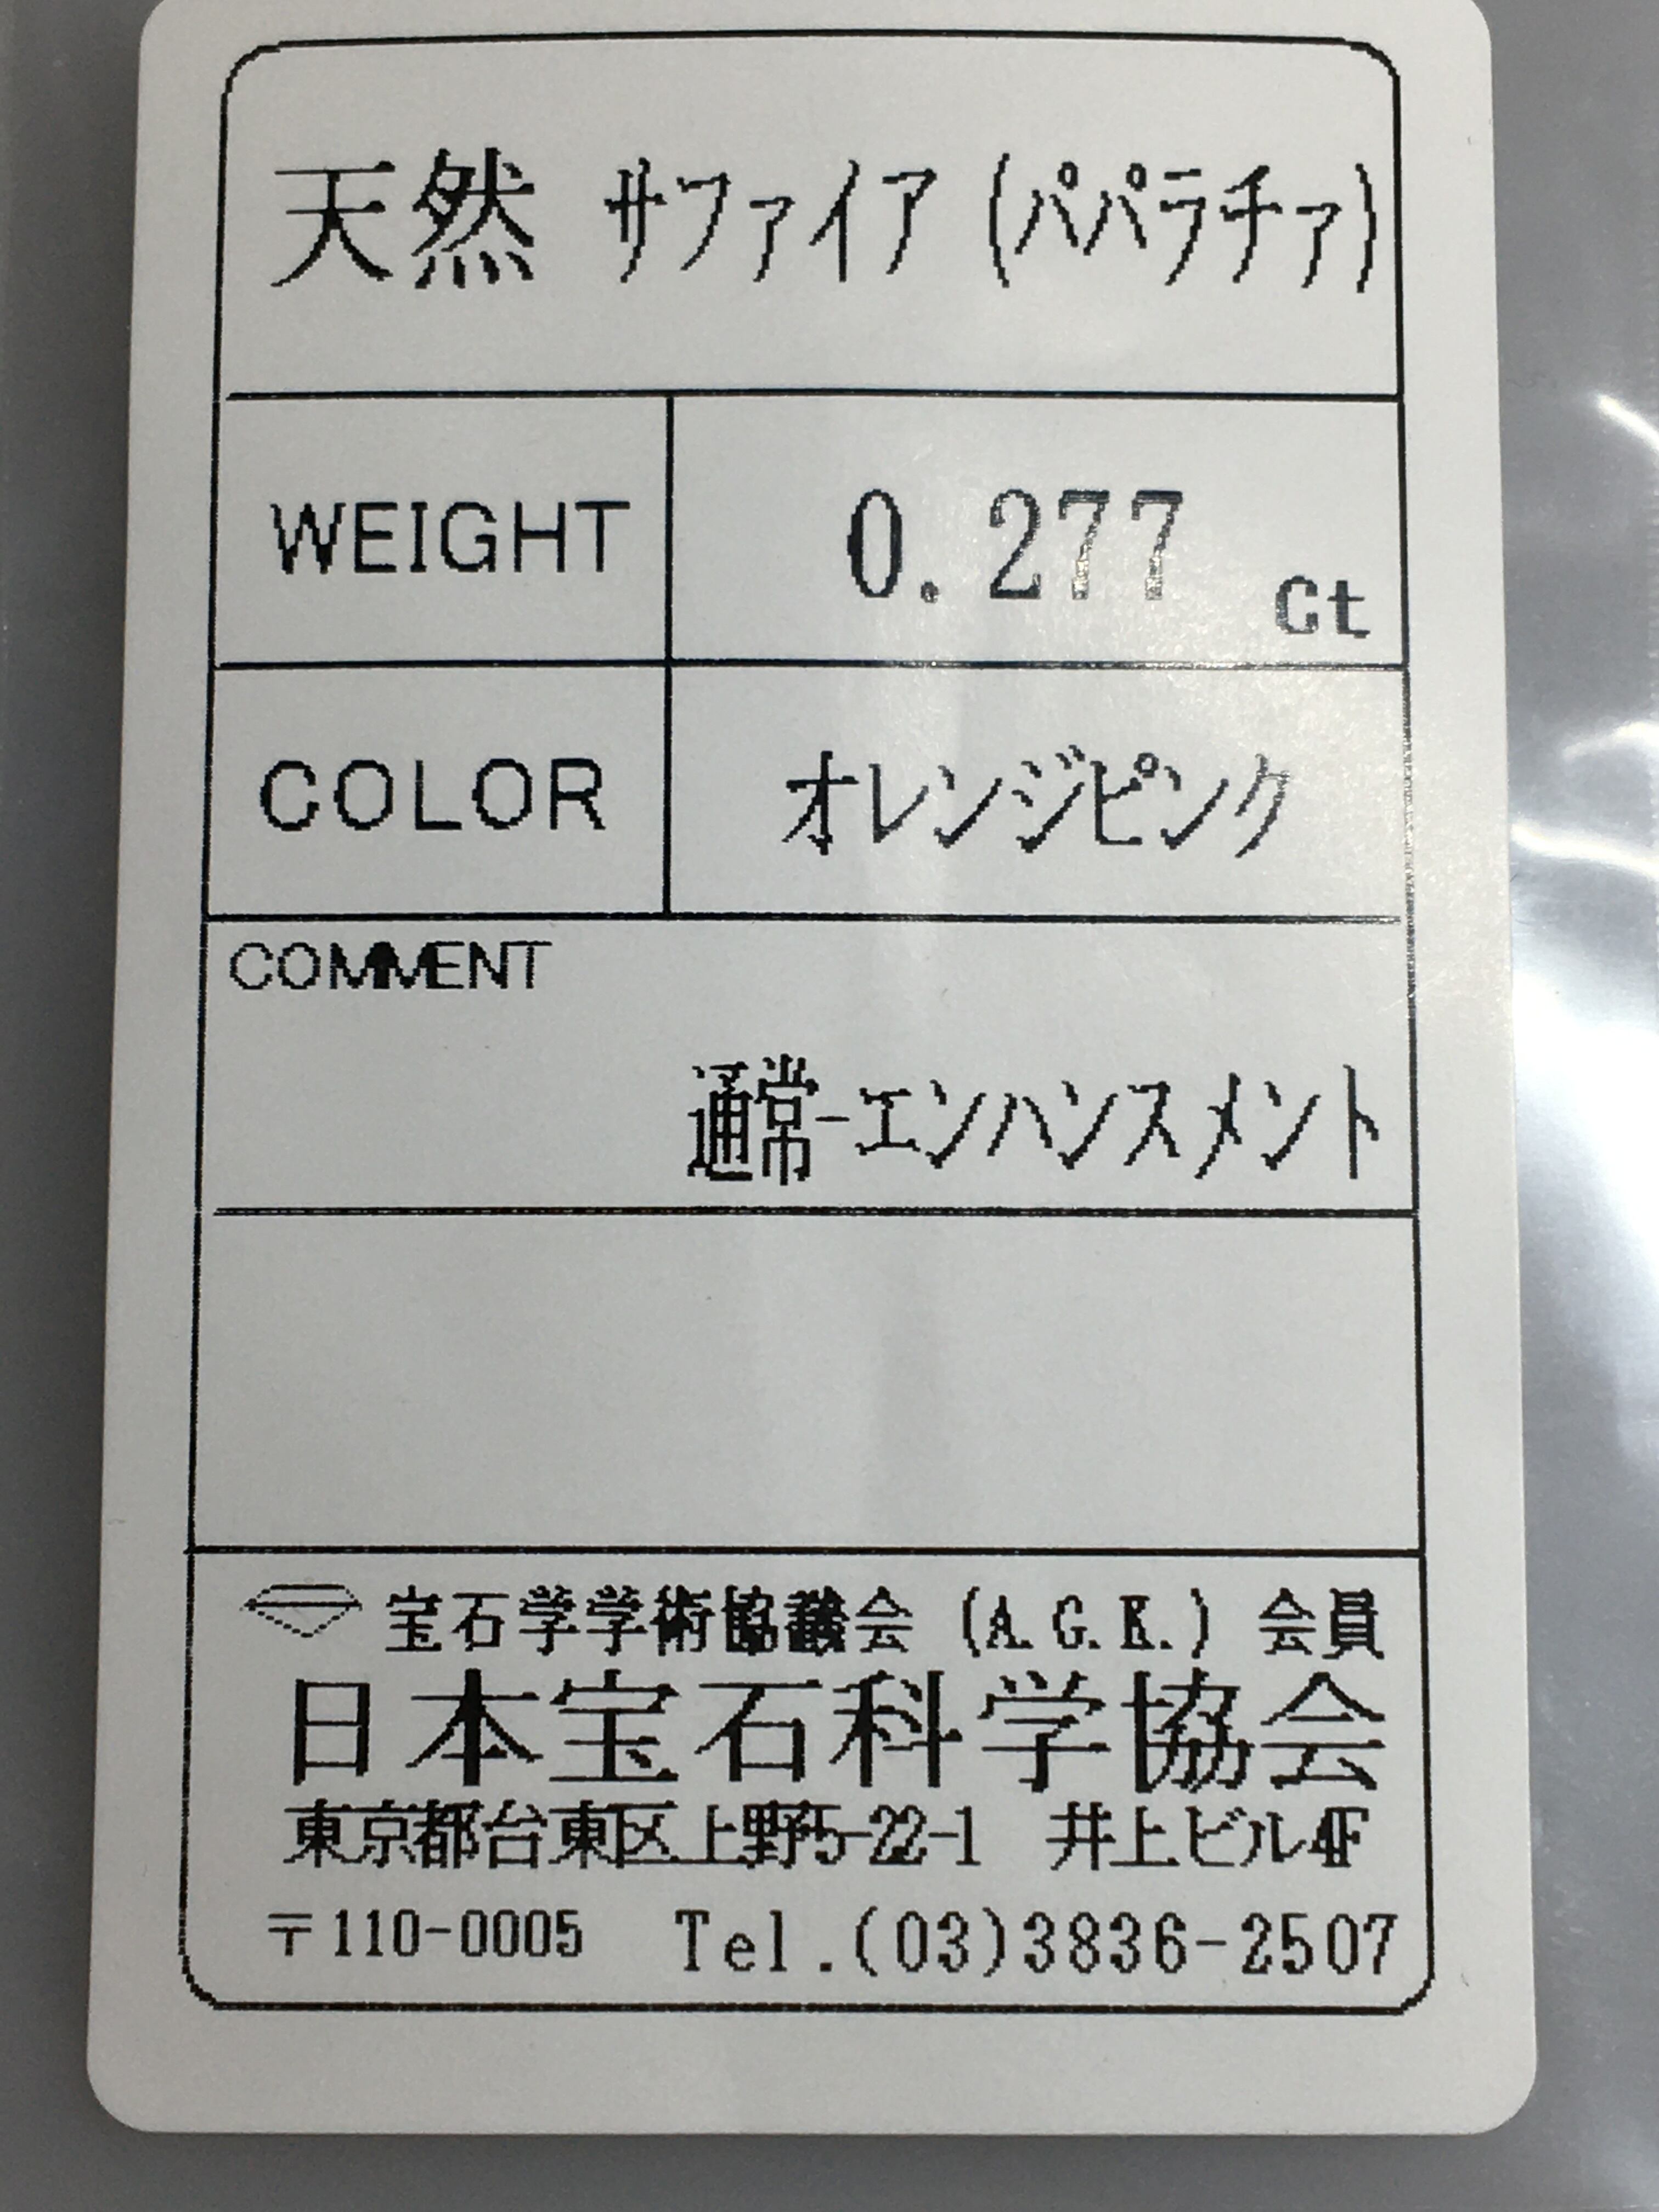 天然 サファイア (パパラチァ)
WEIGHT 0.277 Ct
COLOR オレンジピンク
COMMENT
通常-エンハンスメント
宝石学学術協議会 (A.G.K.) 会員
日本宝石科学協会
東京都台東区上野5-22-1 井上ビル4F
〒110-0005 Tel.(03)3836-2507